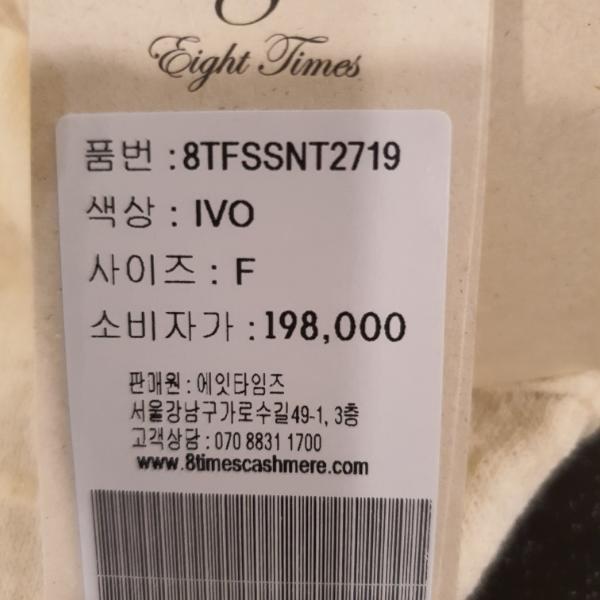 Eight Times
품번 : 8TFSSNT2719
색상 : IVO
사이즈 : F
소비자가 : 198,000
판매원 : 에잇타임즈
서울강남구가로수길49-1, 3층
고객상담 : 070 8831 1700
www.8timescashmere.com